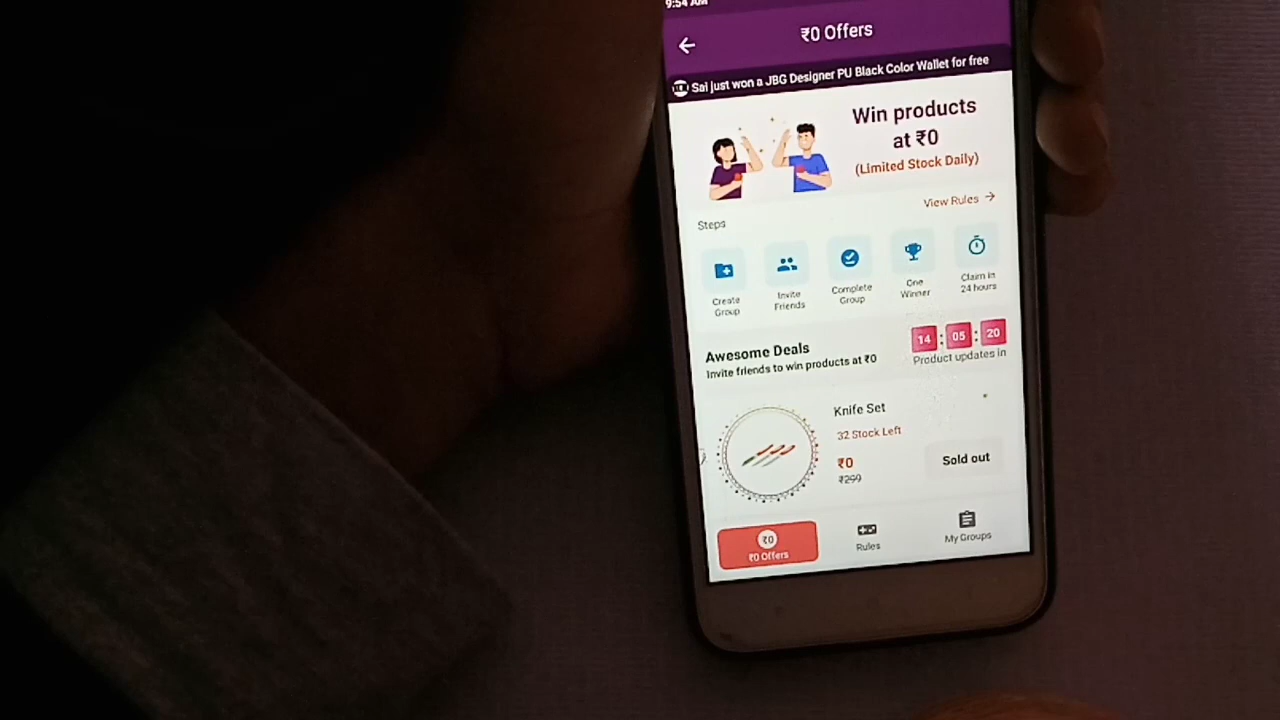 9:54 AM
₹0 Offers
Sai just won a JBG Designer PU Black Color Wallet for free
Win products
at ₹0
(Limited Stock Daily)
View Rules →
Steps
Create
Group
Invite
Friends
Complete
Group
One
Winner
Claim in
24 hours
Awesome Deals
Invite friends to win products at ₹0
14 : 05 : 20
Product updates in
Knife Set
32 Stock Left
₹0
₹299
Sold out
₹0
₹0 Offers
Rules
My Groups